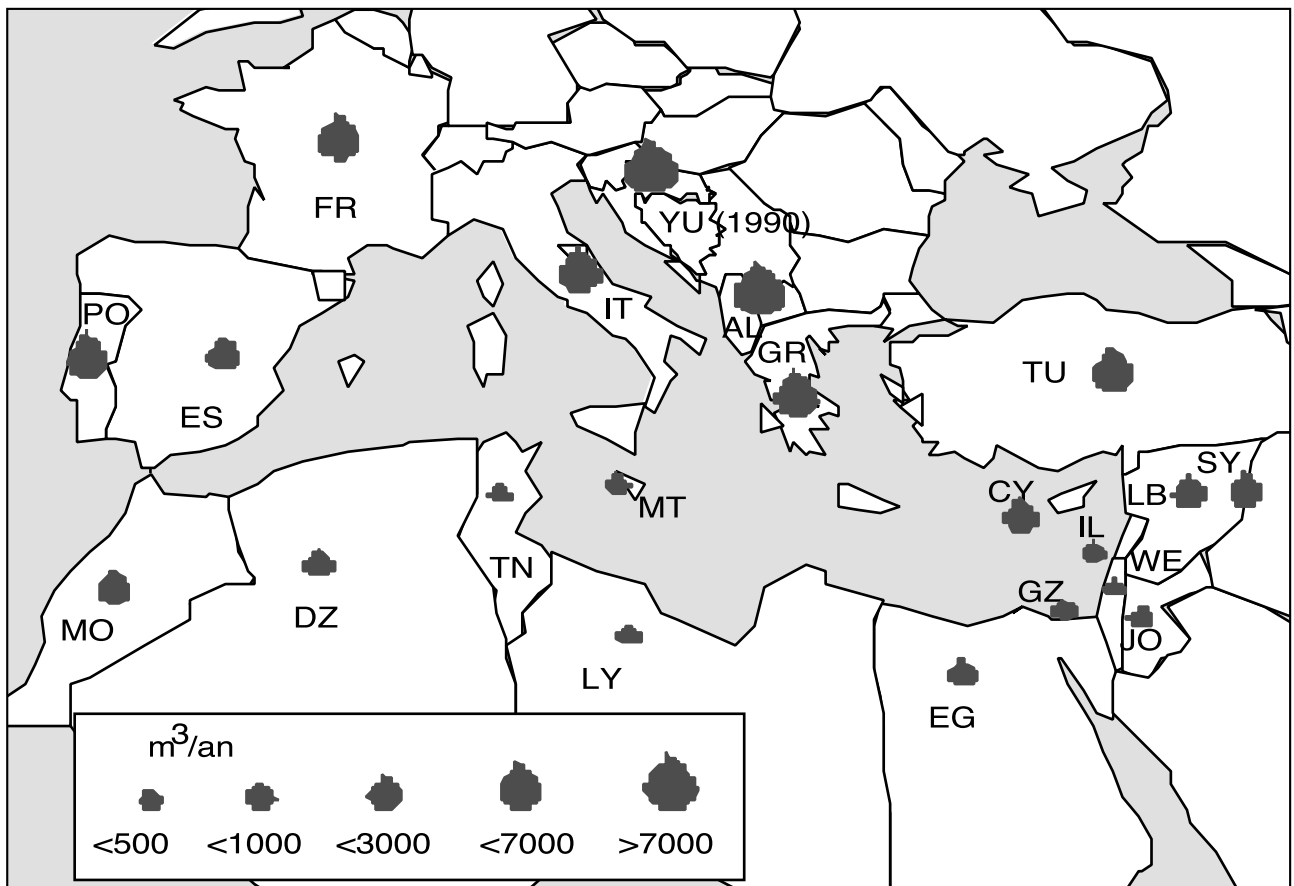 FR
YU (1990)
IT
PO
AL
GR
TU
ES
SY
CY
LB
MT
IL
TN
WE
GZ
DZ
MO
JO
LY
EG
m³/an
<500 <1000 <3000 <7000 >7000